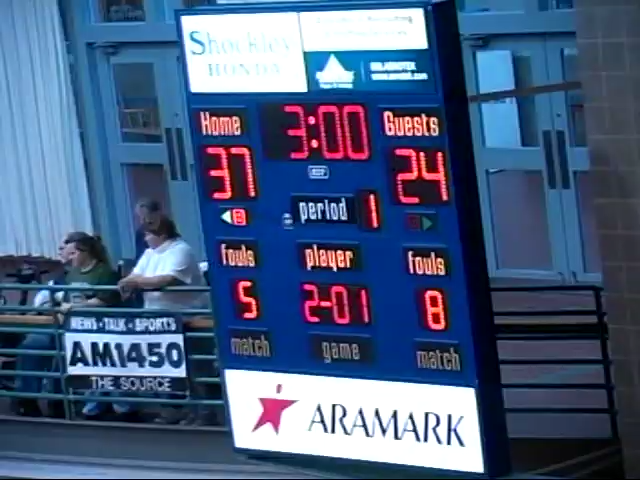 Shockley
HONDA
Home
3:00
Guests
37
24
B
period 1
fouls
player
fouls
5
2-01
8
match
game
match
NEWS • TALK • SPORTS
AM1450
THE SOURCE
ARAMARK